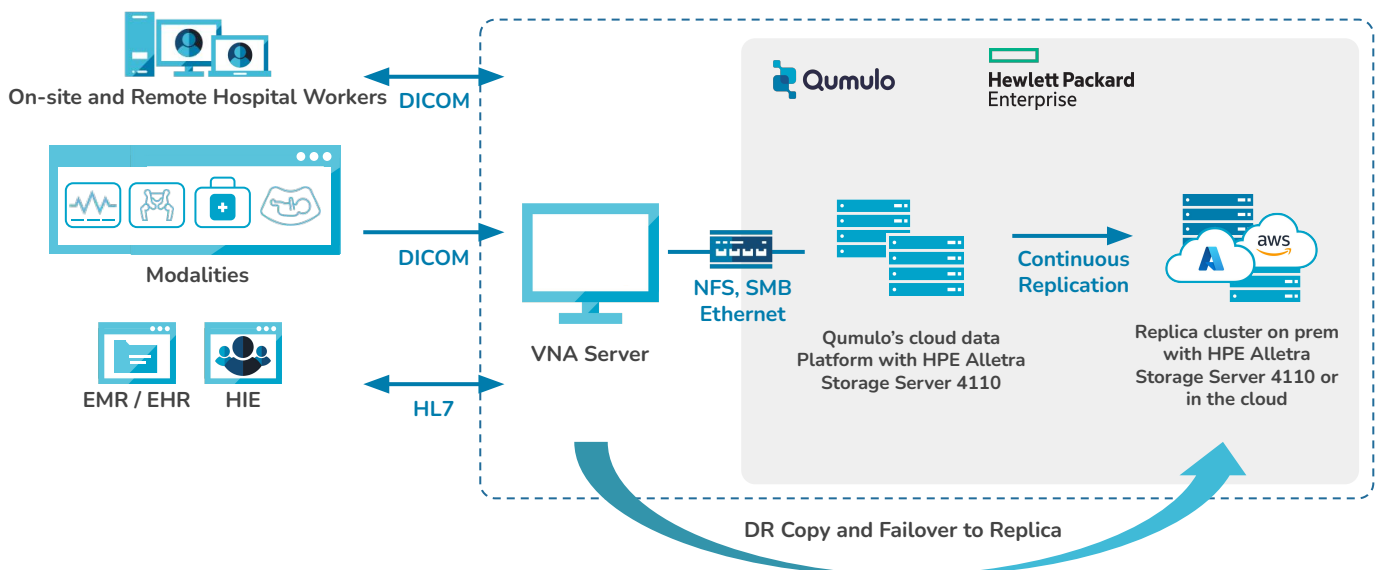 On-site and Remote Hospital Workers
DICOM
Modalities
DICOM
EMR / EHR
HIE
HL7
VNA Server
NFS, SMB
Ethernet
Qumulo
Hewlett Packard
Enterprise
Qumulo’s cloud data
Platform with HPE Alletra
Storage Server 4110
Continuous
Replication
aws
Replica cluster on prem
with HPE Alletra
Storage Server 4110 or
in the cloud
DR Copy and Failover to Replica